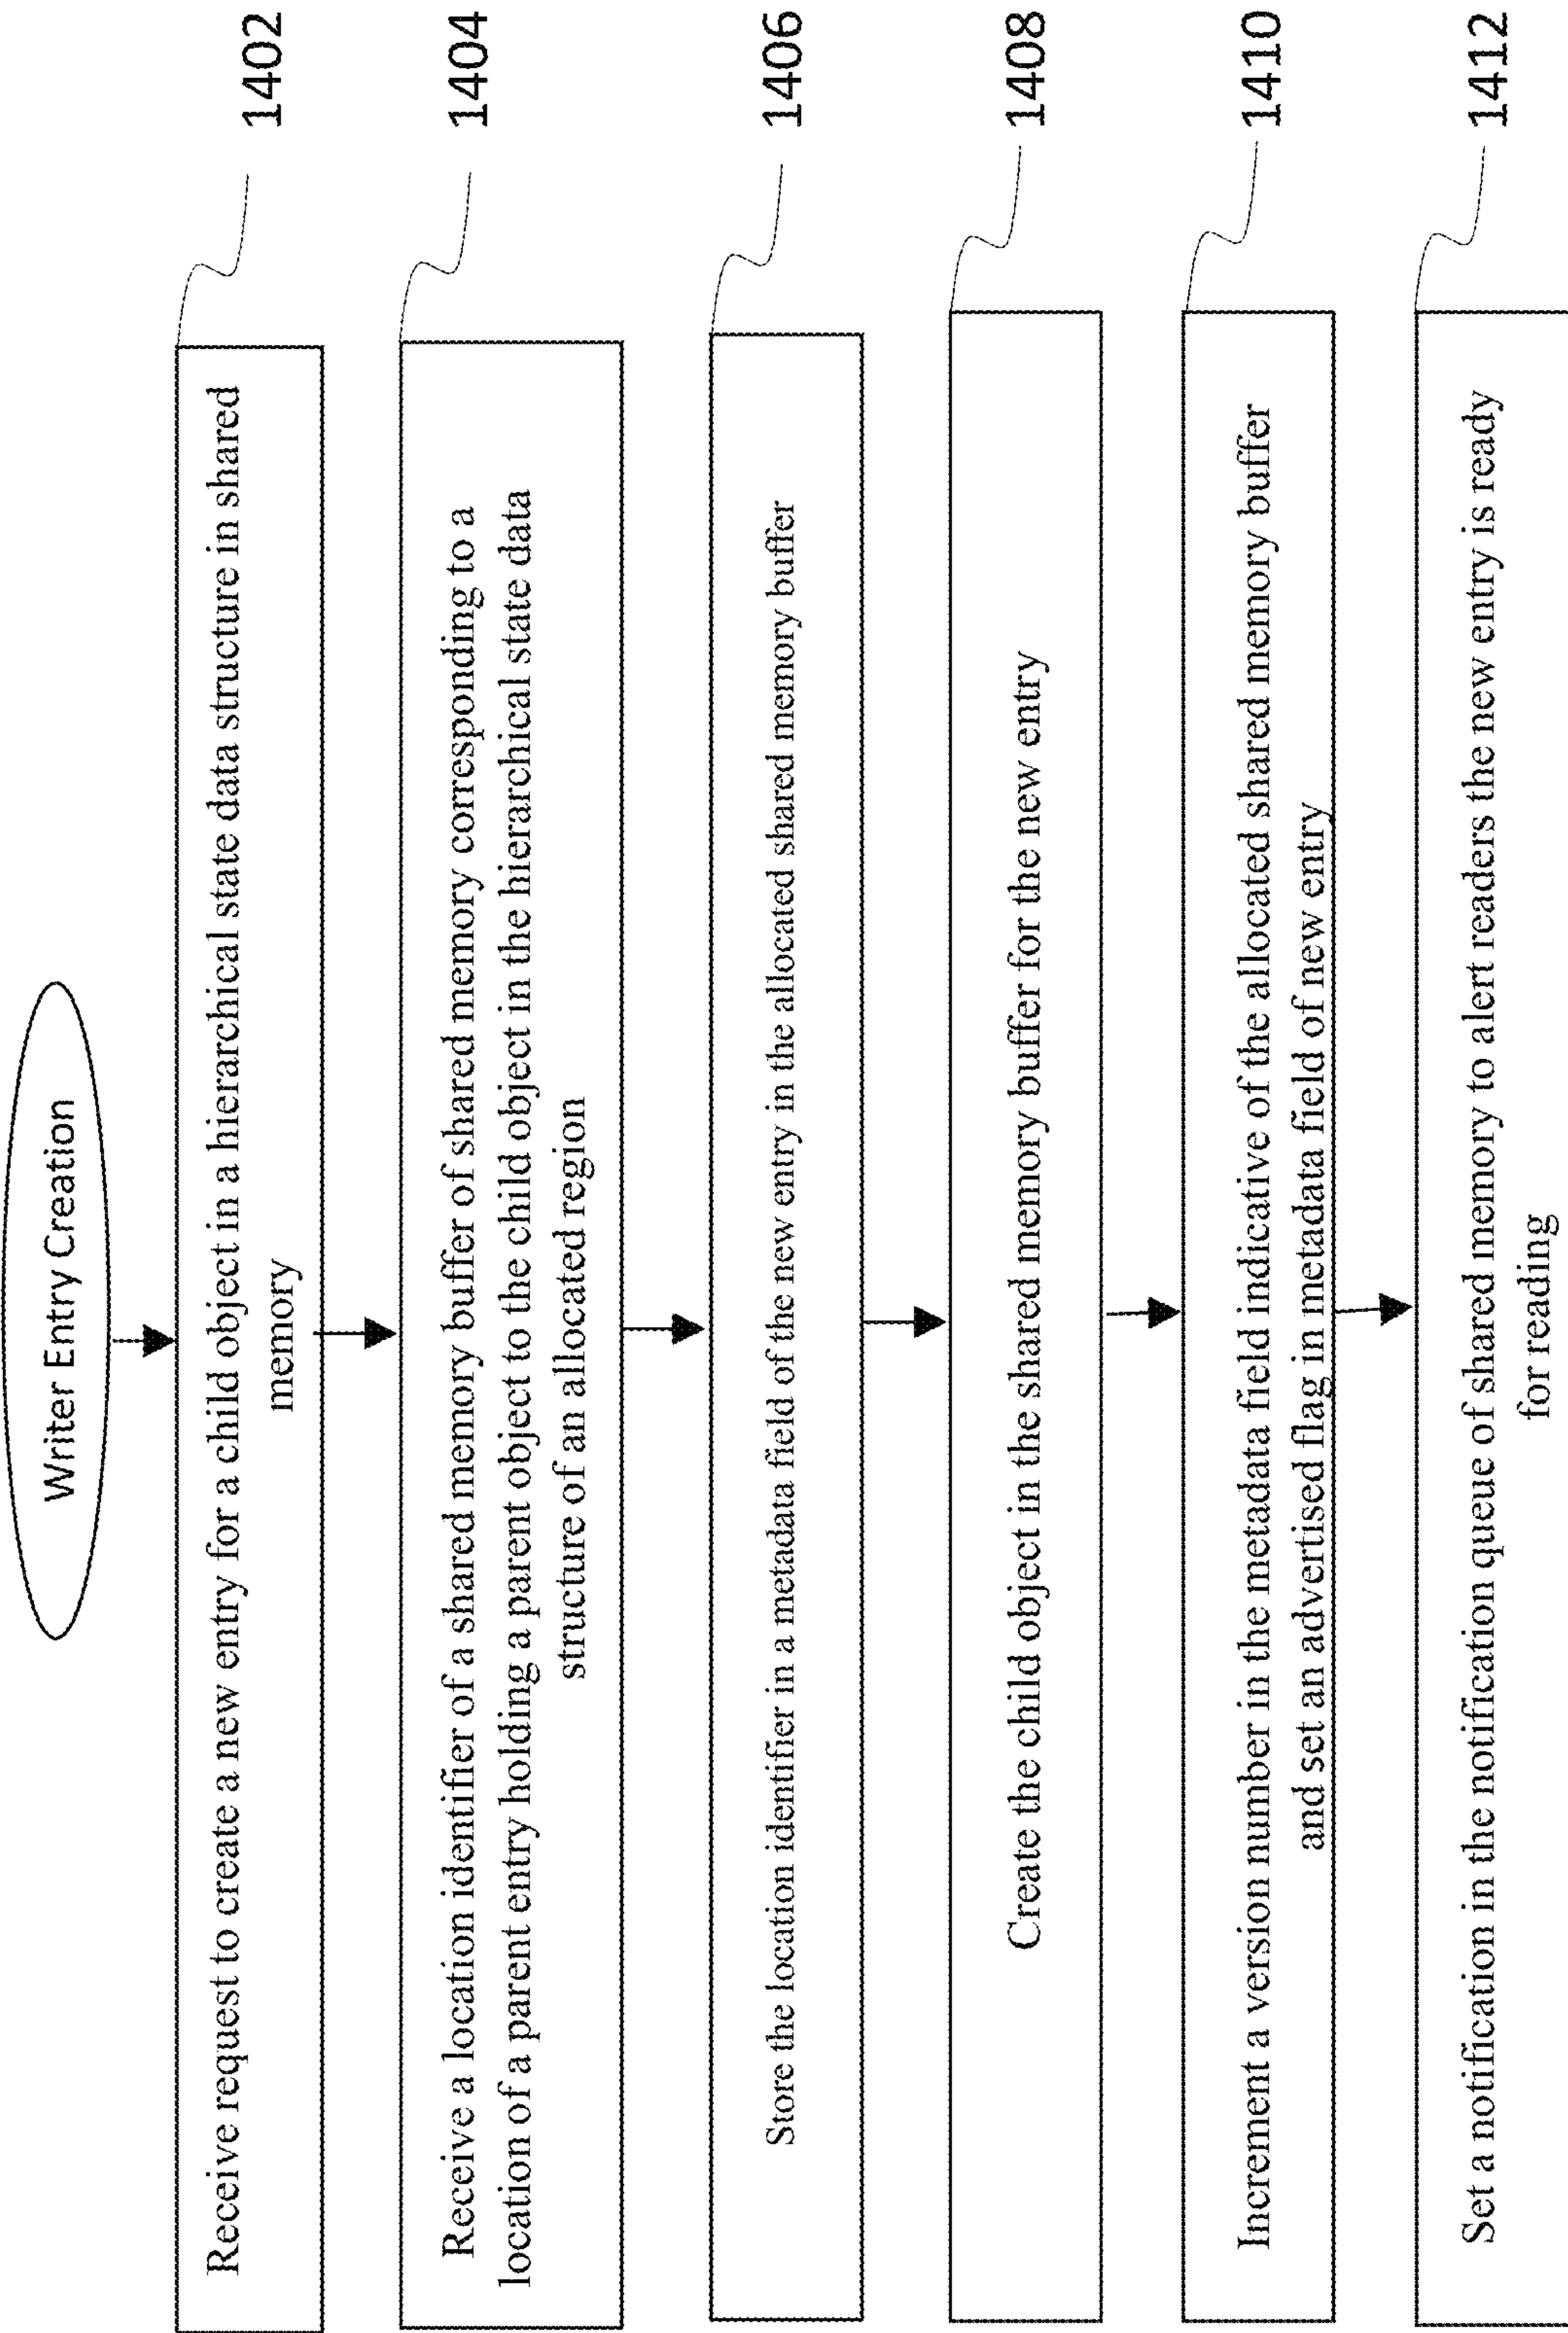 Writer Entry Creation
Receive request to create a new entry for a child object in a hierarchical state data structure in shared
memory
1402
Receive a location identifier of a shared memory buffer of shared memory corresponding to a
location of a parent entry holding a parent object to the child object in the hierarchical state data
structure of an allocated region
1404
Store the location identifier in a metadata field of the new entry in the allocated shared memory buffer
1406
Create the child object in the shared memory buffer for the new entry
1408
Increment a version number in the metadata field indicative of the allocated shared memory buffer
and set an advertised flag in metadata field of new entry
1410
Set a notification in the notification queue of shared memory to alert readers the new entry is ready
for reading
1412